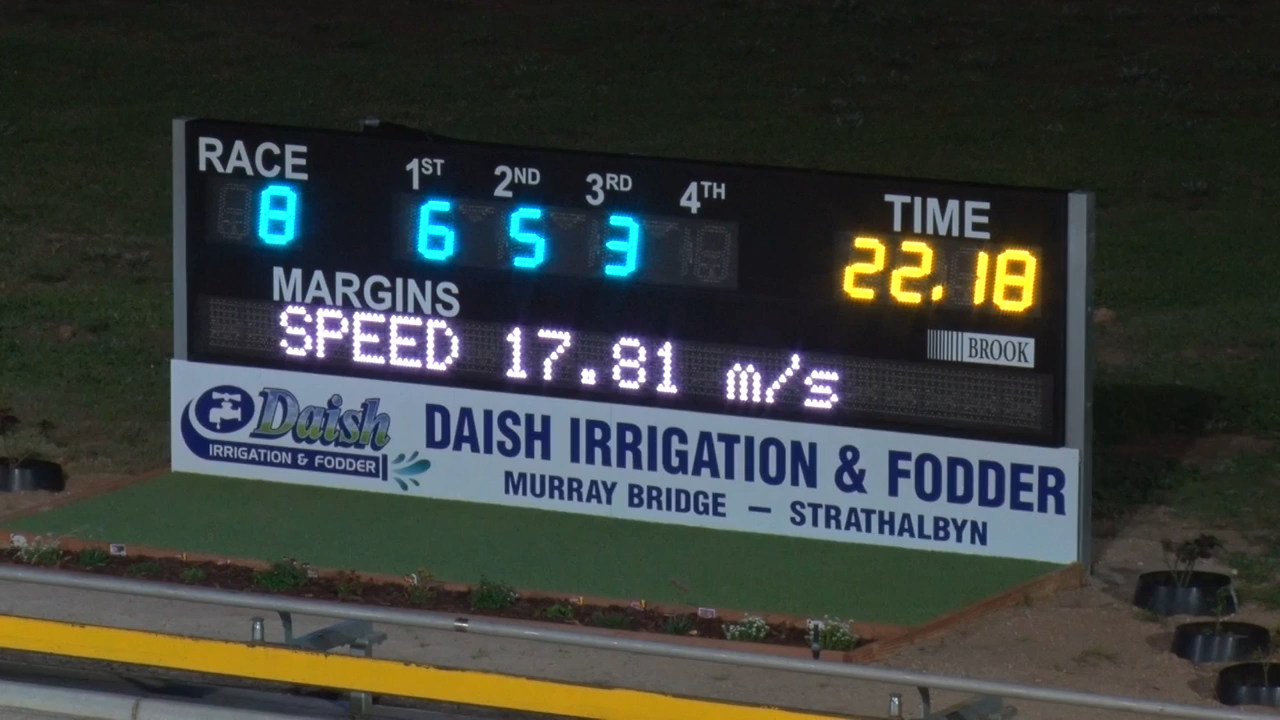 RACE 1ST 2ND 3RD 4TH TIME
8 6 5 3 22.18
MARGINS
SPEED 17.81 m/s
BROOK
Daish
IRRIGATION & FODDER
DAISH IRRIGATION & FODDER
MURRAY BRIDGE — STRATHALBYN